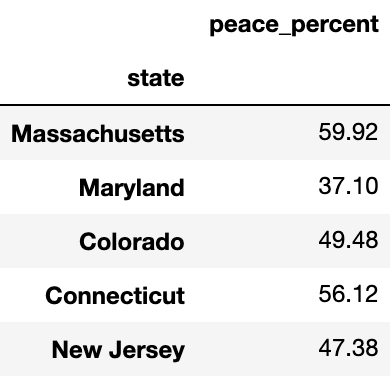 peace_percent
state
Massachusetts 59.92
Maryland 37.10
Colorado 49.48
Connecticut 56.12
New Jersey 47.38